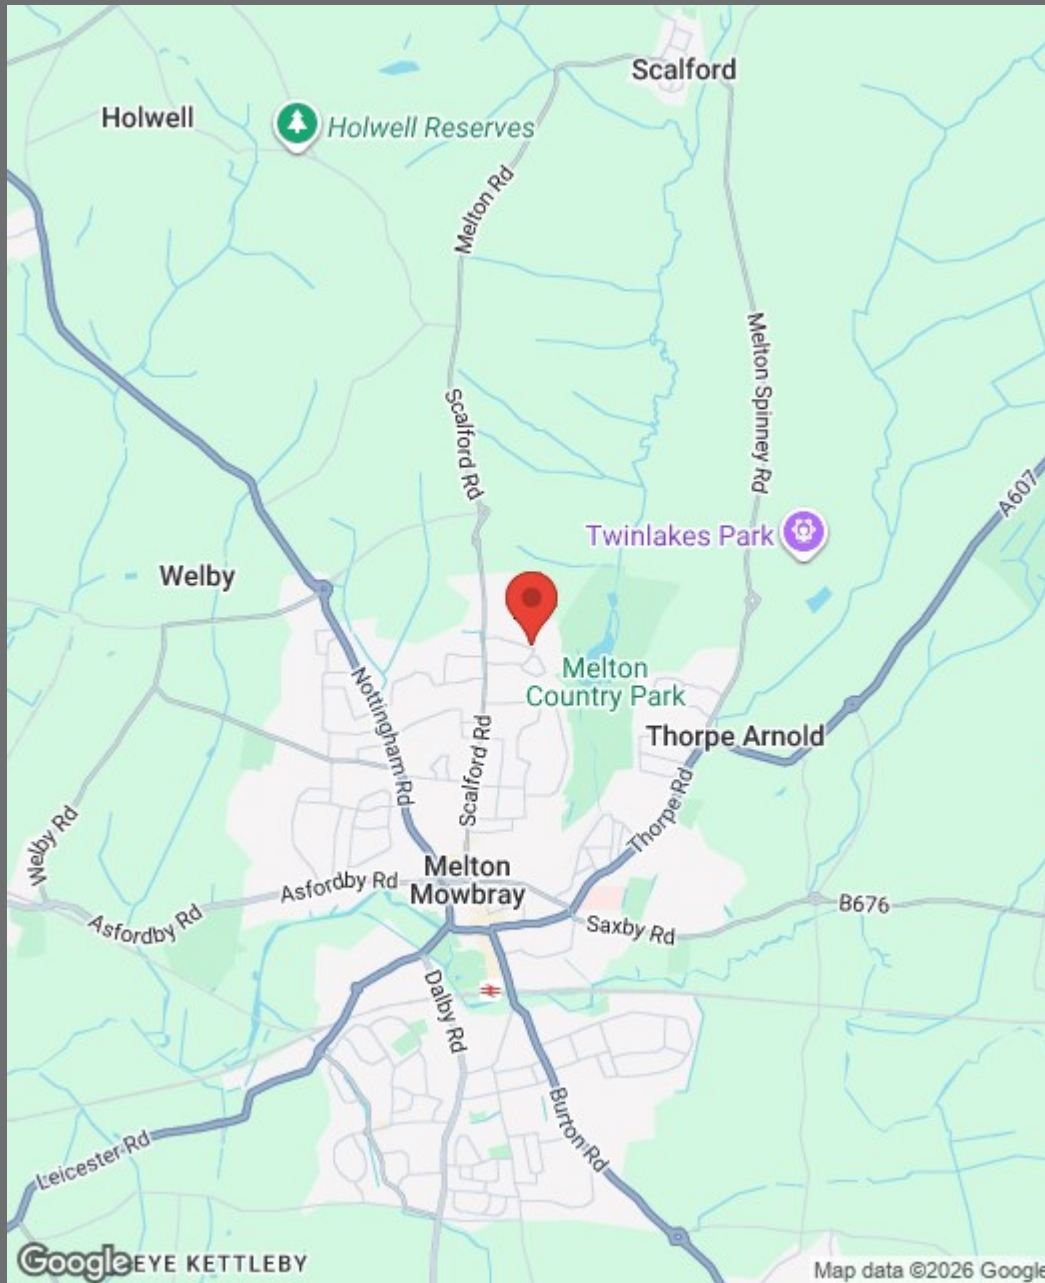 Scalford
Holwell
Holwell Reserves
Melton Rd
Melton Spinney Rd
Scalford Rd
A607
Twinlakes Park
Welby
Melton
Country Park
Nottingham Rd
Scalford Rd
Thorpe Arnold
Thorpe Rd
Welby Rd
Melton
Mowbray
Asfordby Rd
Asfordby Rd
B676
Saxby Rd
Dalby Rd
Burton Rd
Leicester Rd
Google
EYE KETTLEBY
Map data ©2026 Google